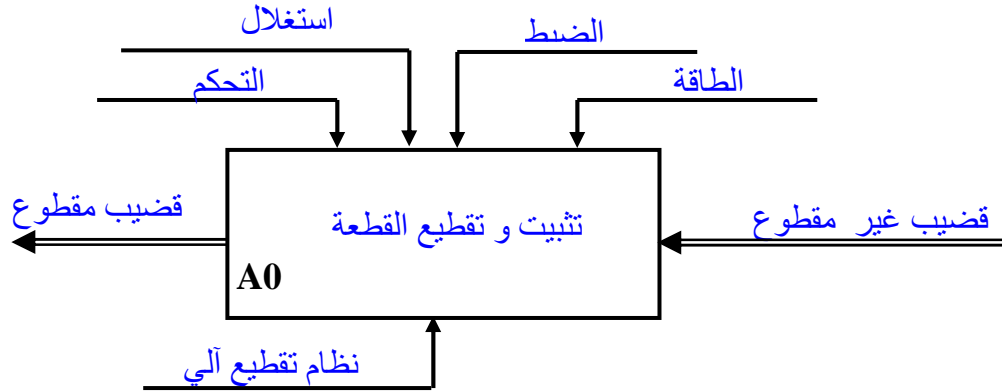 استغلال
الضبط
التحكم
الطاقة
قضيب غير مقطوع
تثبيت و تقطيع القطعة
قضيب مقطوع
A0
نظام تقطيع آلي